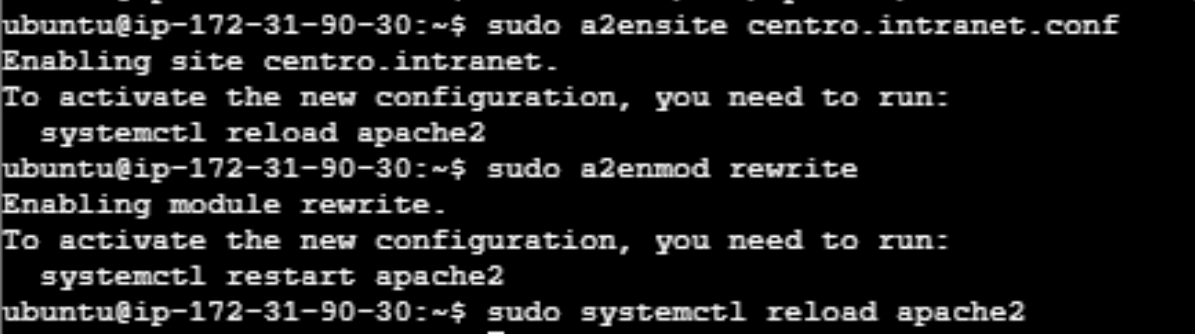 ubuntu@ip-172-31-90-30:~$ sudo a2ensite centro.intranet.conf
Enabling site centro.intranet.
To activate the new configuration, you need to run:
  systemctl reload apache2
ubuntu@ip-172-31-90-30:~$ sudo a2enmod rewrite
Enabling module rewrite.
To activate the new configuration, you need to run:
  systemctl restart apache2
ubuntu@ip-172-31-90-30:~$ sudo systemctl reload apache2